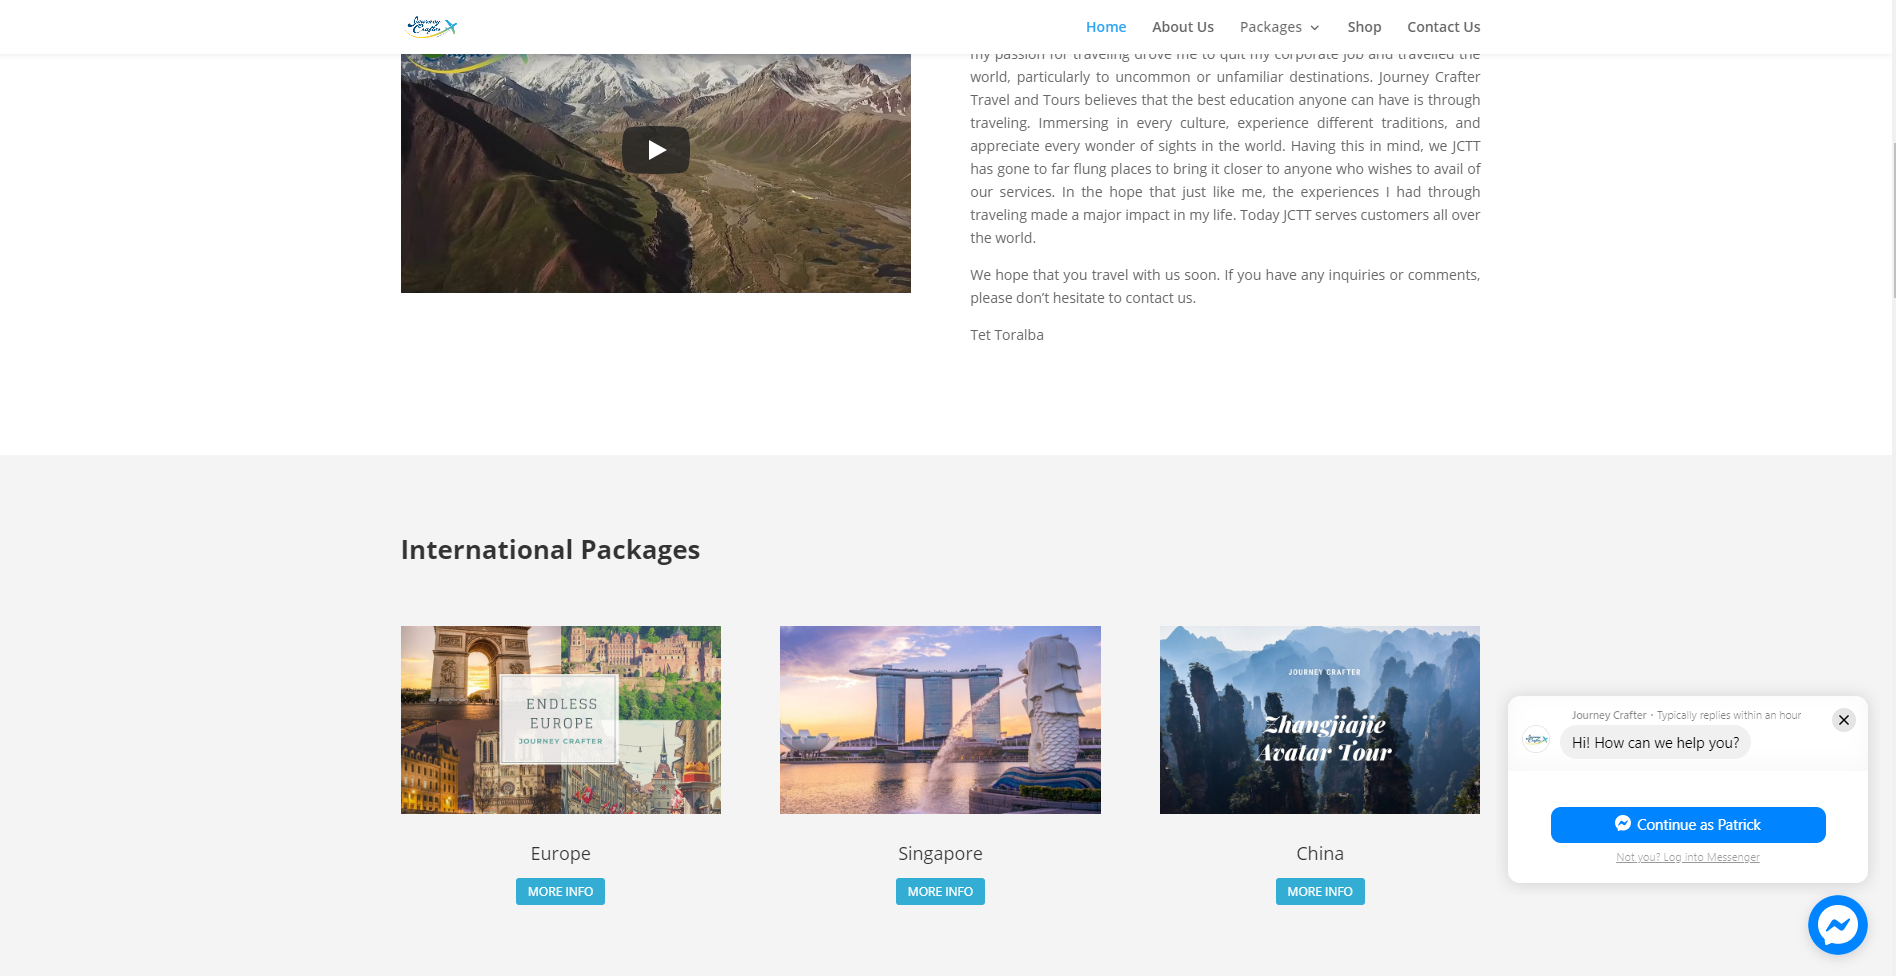 Journey
Crafter
Home
About Us
Packages
Shop
Contact Us
my passion for traveling drove me to quit my corporate job and travelled the
world, particularly to uncommon or unfamiliar destinations. Journey Crafter
Travel and Tours believes that the best education anyone can have is through
traveling. Immersing in every culture, experience different traditions, and
appreciate every wonder of sights in the world. Having this in mind, we JCTT
has gone to far flung places to bring it closer to anyone who wishes to avail of
our services. In the hope that just like me, the experiences I had through
traveling made a major impact in my life. Today JCTT serves customers all over
the world.
We hope that you travel with us soon. If you have any inquiries or comments,
please don’t hesitate to contact us.
Tet Toralba
International Packages
ENDLESS
EUROPE
JOURNEY CRAFTER
JOURNEY CRAFTER
Zhangjiajie
Avatar Tour
Europe
Singapore
China
MORE INFO
MORE INFO
MORE INFO
Journey Crafter · Typically replies within an hour
Hi! How can we help you?
Continue as Patrick
Not you? Log Into Messenger